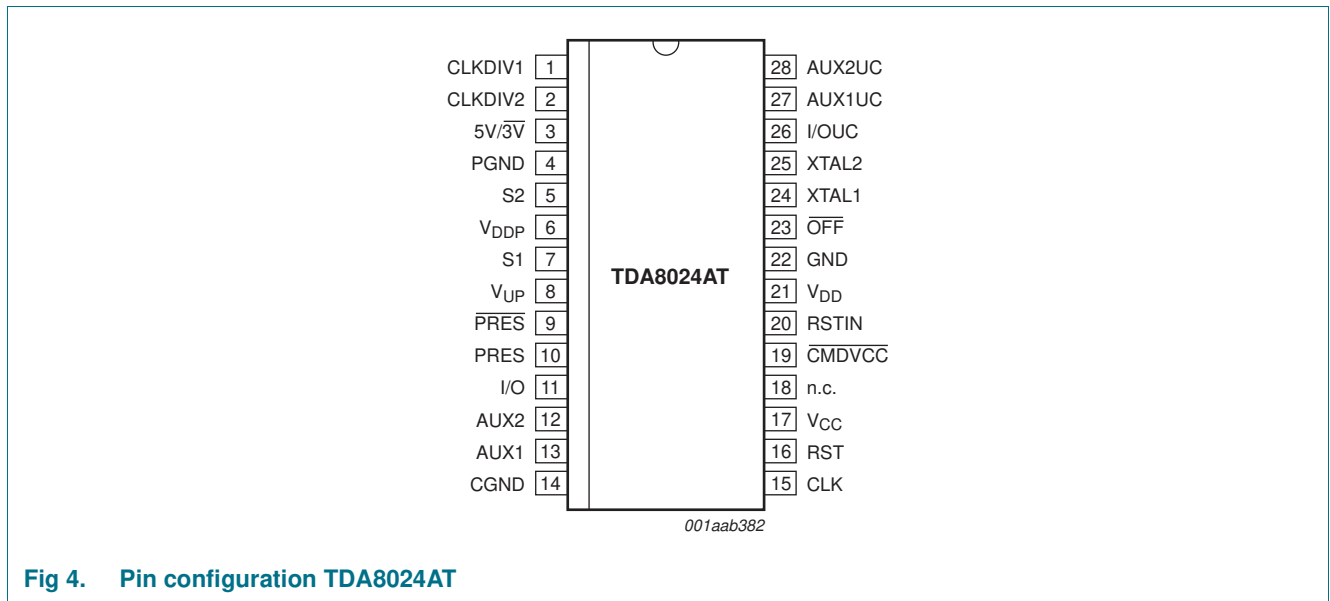 CLKDIV1 1
CLKDIV2 2
5V/3V̅ 3
PGND 4
S2 5
VDDP 6
S1 7
VUP 8
P̅R̅E̅S̅ 9
PRES 10
I/O 11
AUX2 12
AUX1 13
CGND 14
TDA8024AT
28 AUX2UC
27 AUX1UC
26 I/OUC
25 XTAL2
24 XTAL1
23 O̅F̅F̅
22 GND
21 VDD
20 RSTIN
19 C̅M̅D̅V̅C̅C̅
18 n.c.
17 VCC
16 RST
15 CLK
001aab382
Fig 4. Pin configuration TDA8024AT